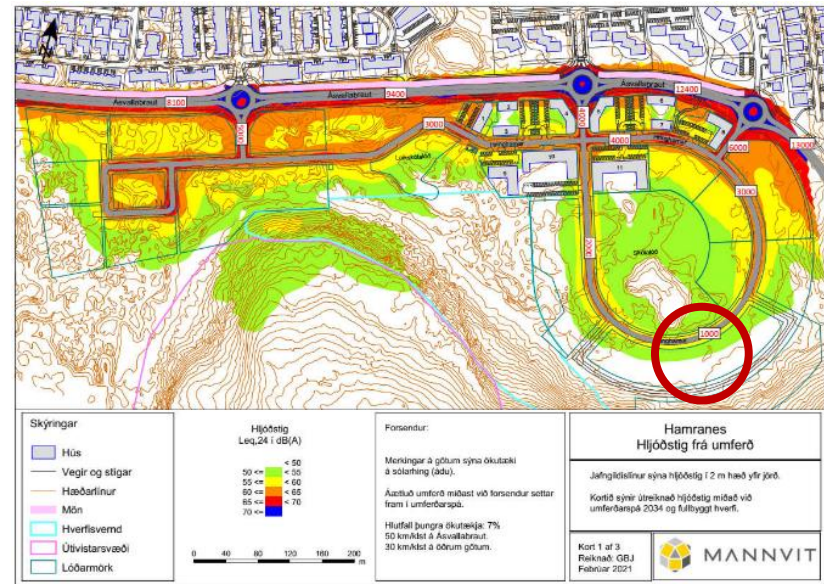 Ásvallabraut
8100
9400
Ásvallabraut
12400
5000
3000
4000
4000
6000
13000
3000
10
11
1000
Skýringar
Hús
Vegir og stígar
Hæðarlínur
Mön
Hverfisvernd
Útivistarsvæði
Lóðarmörk
Hljóðstig
Leq,24 í dB(A)
< 50
50 <= < 55
55 <= < 60
60 <= < 65
65 <= < 70
70 <=
0 40 80 120 160 200
m
Forsendur:
Merkingar á götum sýna ökutæki
á sólarhring (ádu).
Áætluð umferð miðast við forsendur settar
fram í umferðarspá.
Hlutfall þungra ökutækja: 7%
50 km/klst á Ásvallabraut.
30 km/klst á öðrum götum.
Hamranes
Hljóðstig frá umferð
Jafngildislínur sýna hljóðstig í 2 m hæð yfir jörð.
Kortið sýnir útreiknað hljóðstig miðað við
umferðarspá 2034 og fullbyggt hverfi.
Kort 1 af 3
Reiknað: GBJ
Febrúar 2021
MANNVIT